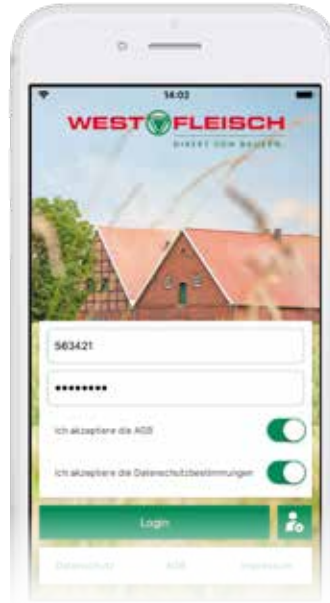 14:02
WESTFLEISCH
DIREKT VOM BAUERN.
563421
••••••••
Ich akzeptiere die AGB
Ich akzeptiere die Datenschutzbestimmungen
Login
Datenschutz AGB Impressum